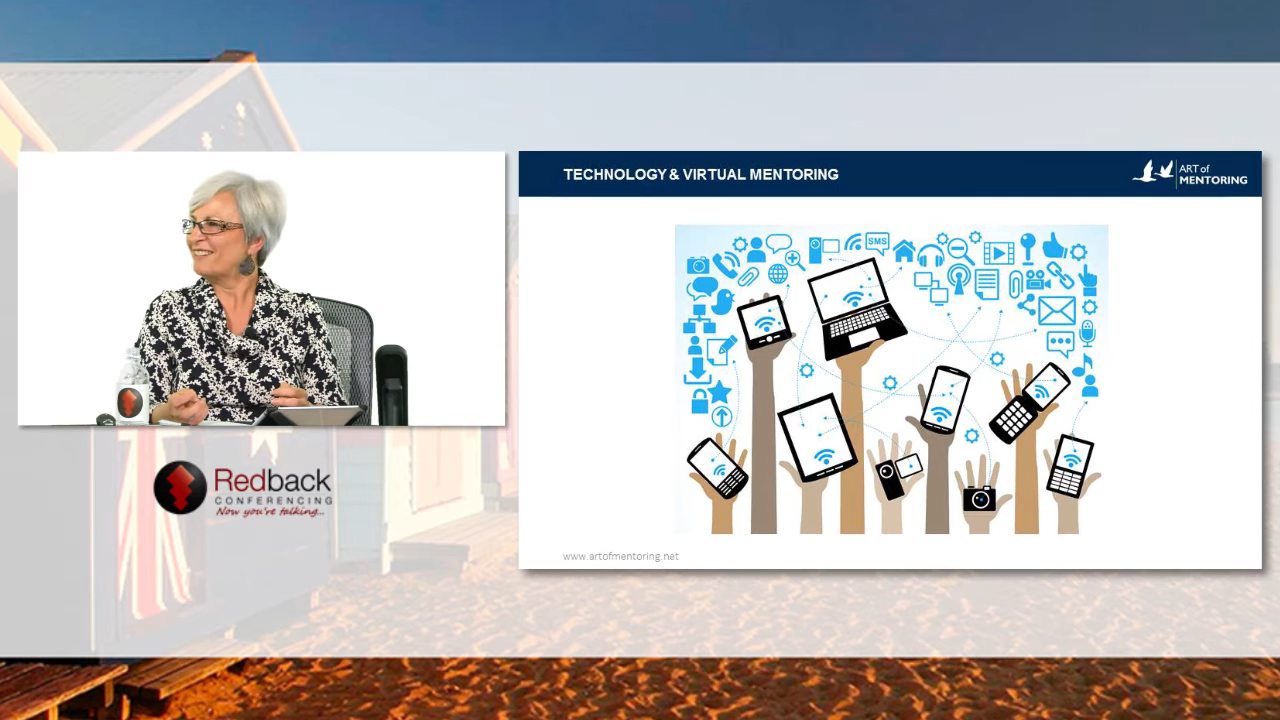 TECHNOLOGY & VIRTUAL MENTORING
ART of
MENTORING
SMS
Redback
CONFERENCING
Now you're talking...
www.artofmentoring.net